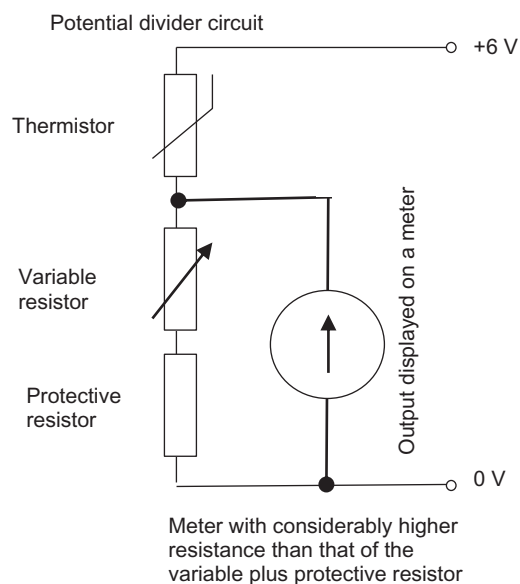 Potential divider circuit
+6 V
Thermistor
Variable
resistor
Output displayed on a meter
Protective
resistor
0 V
Meter with considerably higher
resistance than that of the
variable plus protective resistor